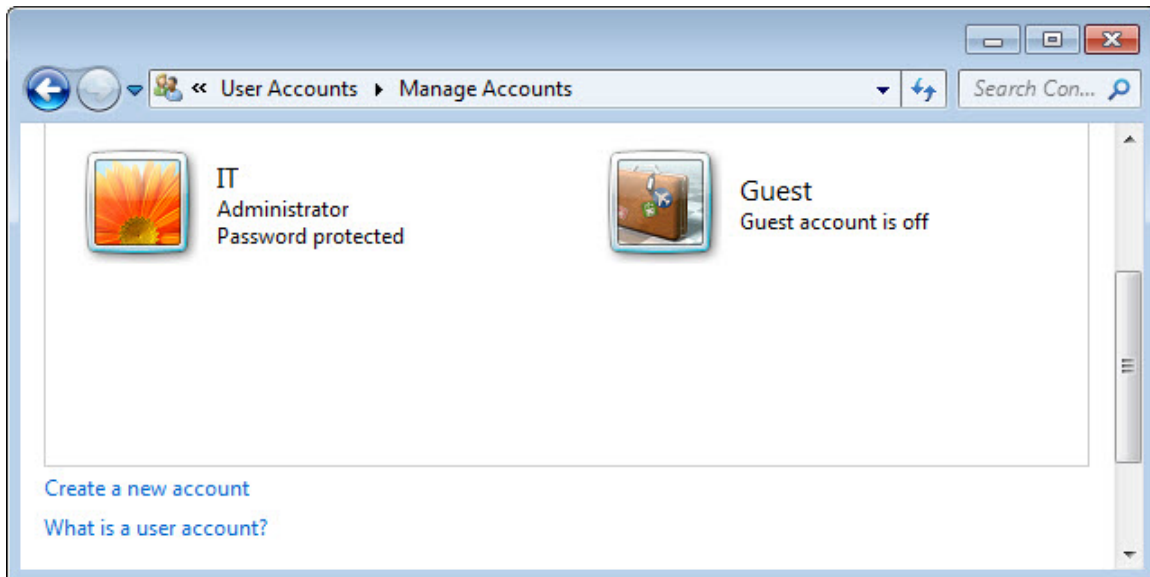 « User Accounts ▸ Manage Accounts
Search Con...
IT
Administrator
Password protected
Guest
Guest account is off
Create a new account
What is a user account?